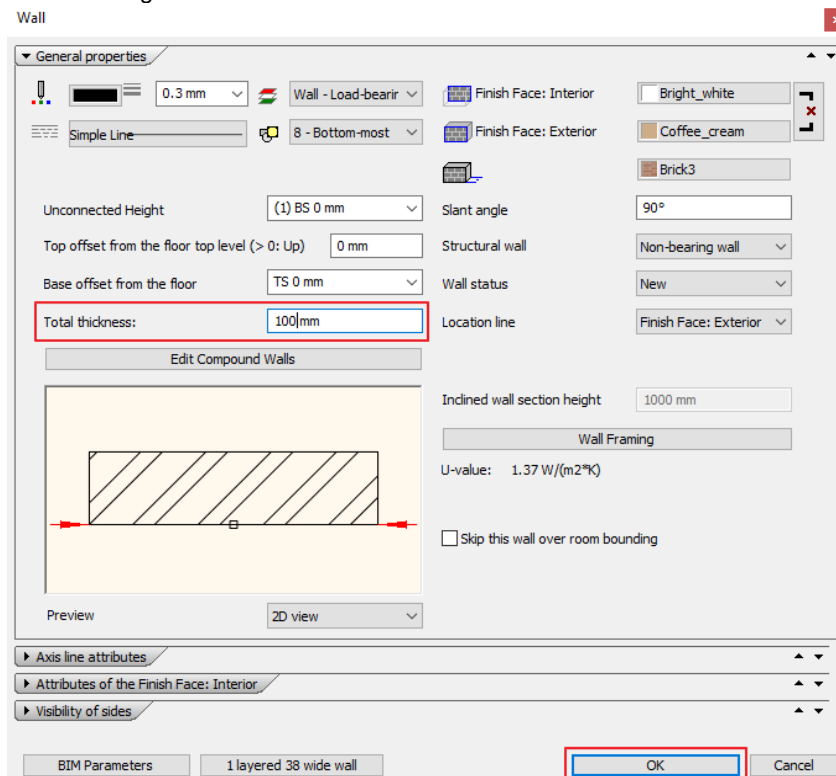 Wall
General properties
0.3 mm Wall - Load-bearir Finish Face: Interior Bright_white
Simple Line 8 - Bottom-most Finish Face: Exterior Coffee_cream
Brick3
Unconnected Height (1) BS 0 mm Slant angle 90°
Top offset from the floor top level (> 0: Up) 0 mm Structural wall Non-bearing wall
Base offset from the floor TS 0 mm Wall status New
Total thickness: 100 mm Location line Finish Face: Exterior
Edit Compound Walls
Inclined wall section height 1000 mm
Wall Framing
U-value: 1.37 W/(m2*K)
Skip this wall over room bounding
Preview 2D view
Axis line attributes
Attributes of the Finish Face: Interior
Visibility of sides
BIM Parameters 1 layered 38 wide wall OK Cancel